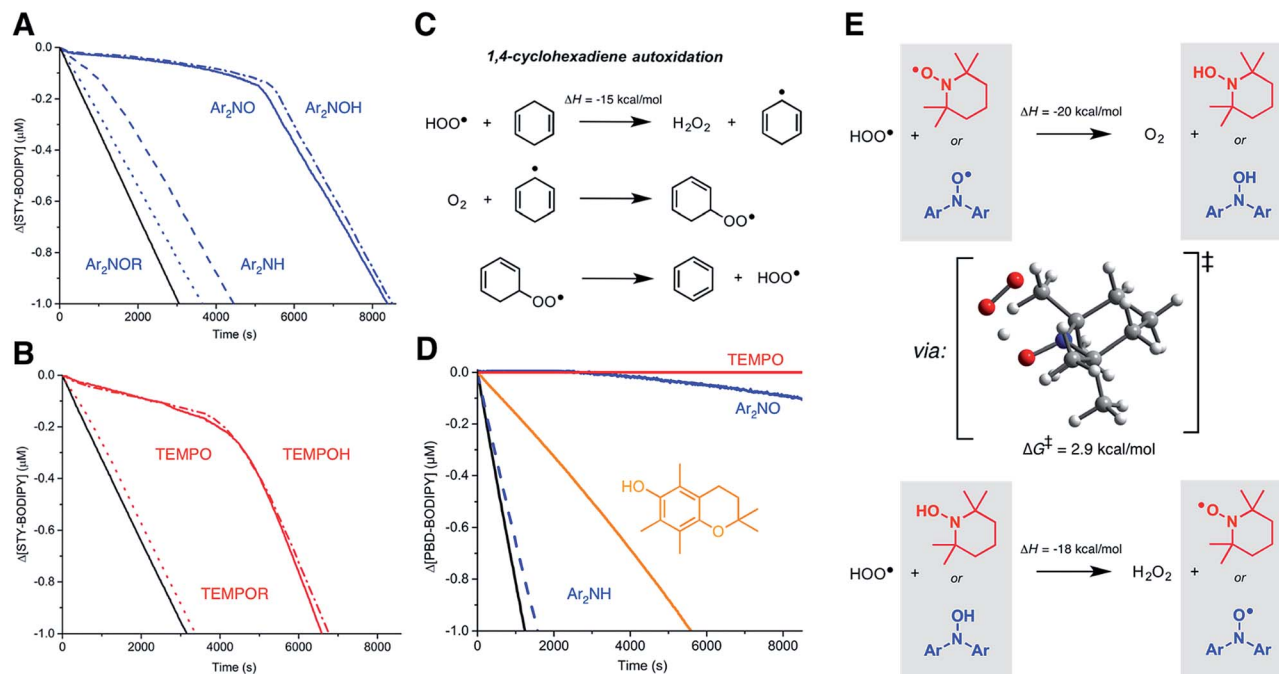 A
0.0
-0.2
-0.4
-0.6
-0.8
-1.0
Δ[STY-BODIPY] (μM)
Ar₂NO
Ar₂NOH
Ar₂NOR
Ar₂NH
0 2000 4000 6000 8000
Time (s)
B
0.0
-0.2
-0.4
-0.6
-0.8
-1.0
Δ[STY-BODIPY] (μM)
TEMPO
TEMPOH
TEMPOR
0 2000 4000 6000 8000
Time (s)
C
1,4-cyclohexadiene autoxidation
ΔH = -15 kcal/mol
HOO• + H₂O₂ + •
O₂ + • OO•
OO• + HOO•
D
0.0
-0.2
-0.4
-0.6
-0.8
-1.0
Δ[PBD-BODIPY] (μM)
TEMPO
Ar₂NO
HO
O
Ar₂NH
0 2000 4000 6000 8000
Time (s)
E
•O
N
HO
N
ΔH = -20 kcal/mol
HOO• + or O₂ + or
O•
N
Ar Ar
OH
N
Ar Ar
via:
‡
ΔG‡ = 2.9 kcal/mol
HO
N
•O
N
ΔH = -18 kcal/mol
HOO• + or H₂O₂ + or
OH
N
Ar Ar
O•
N
Ar Ar